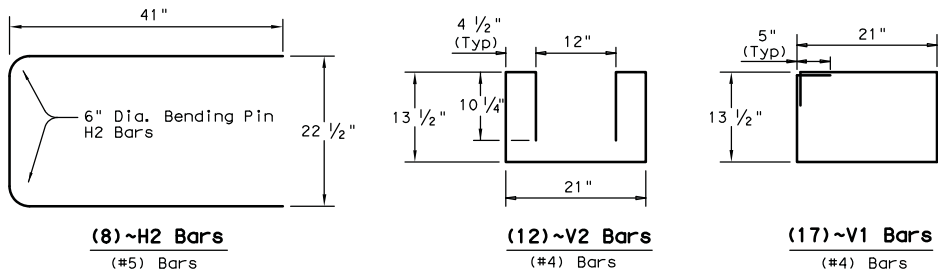 41"
6" Dia. Bending Pin
H2 Bars
22 ½"
(8)~H2 Bars
(#5) Bars
4 ½"
(Typ)
12"
13 ½"
10 ¼"
21"
(12)~V2 Bars
(#4) Bars
5"
(Typ)
21"
13 ½"
(17)~V1 Bars
(#4) Bars